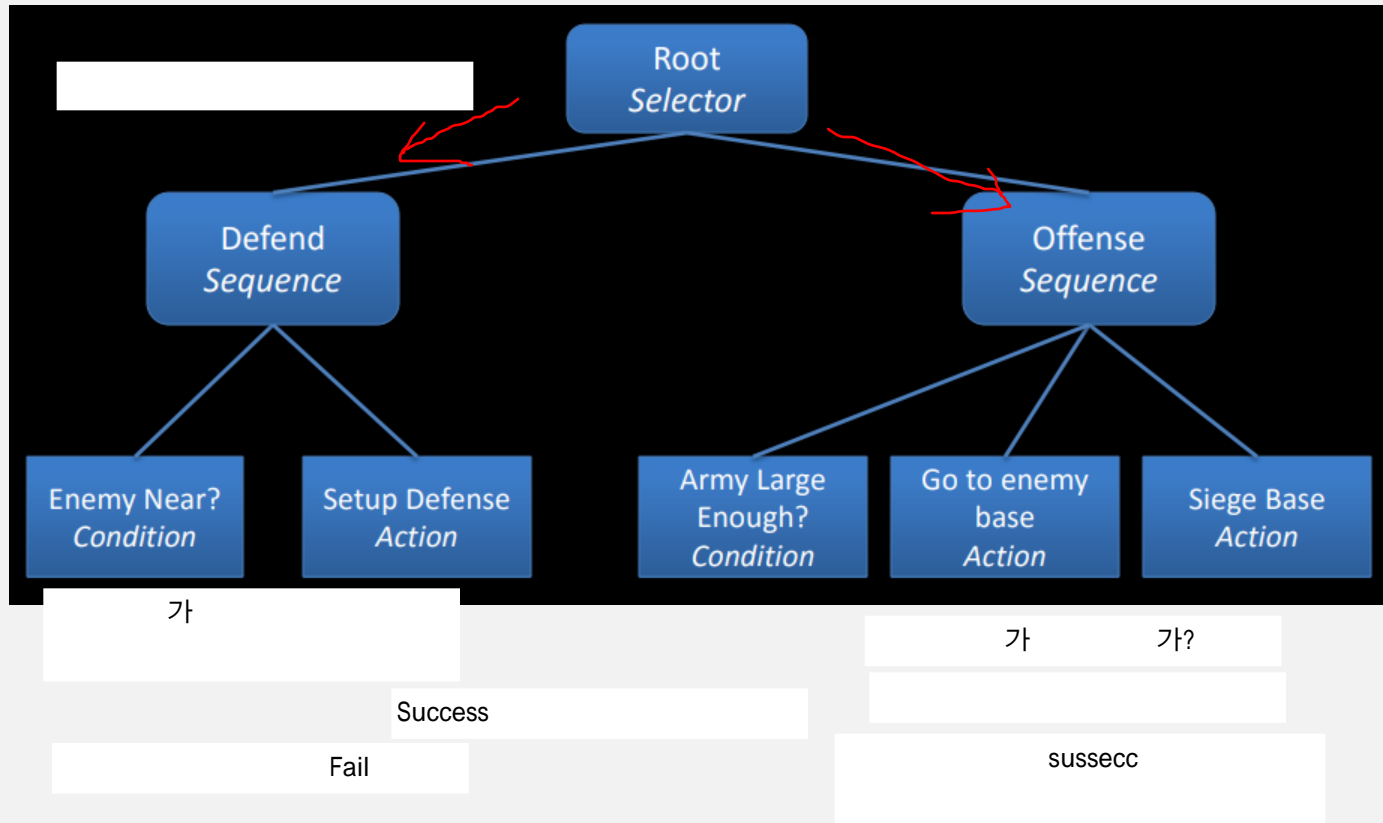 Root
Selector
Defend
Sequence
Offense
Sequence
Enemy Near?
Condition
Setup Defense
Action
Army Large
Enough?
Condition
Go to enemy
base
Action
Siege Base
Action
가
가 가?
Success
Fail
sussecc